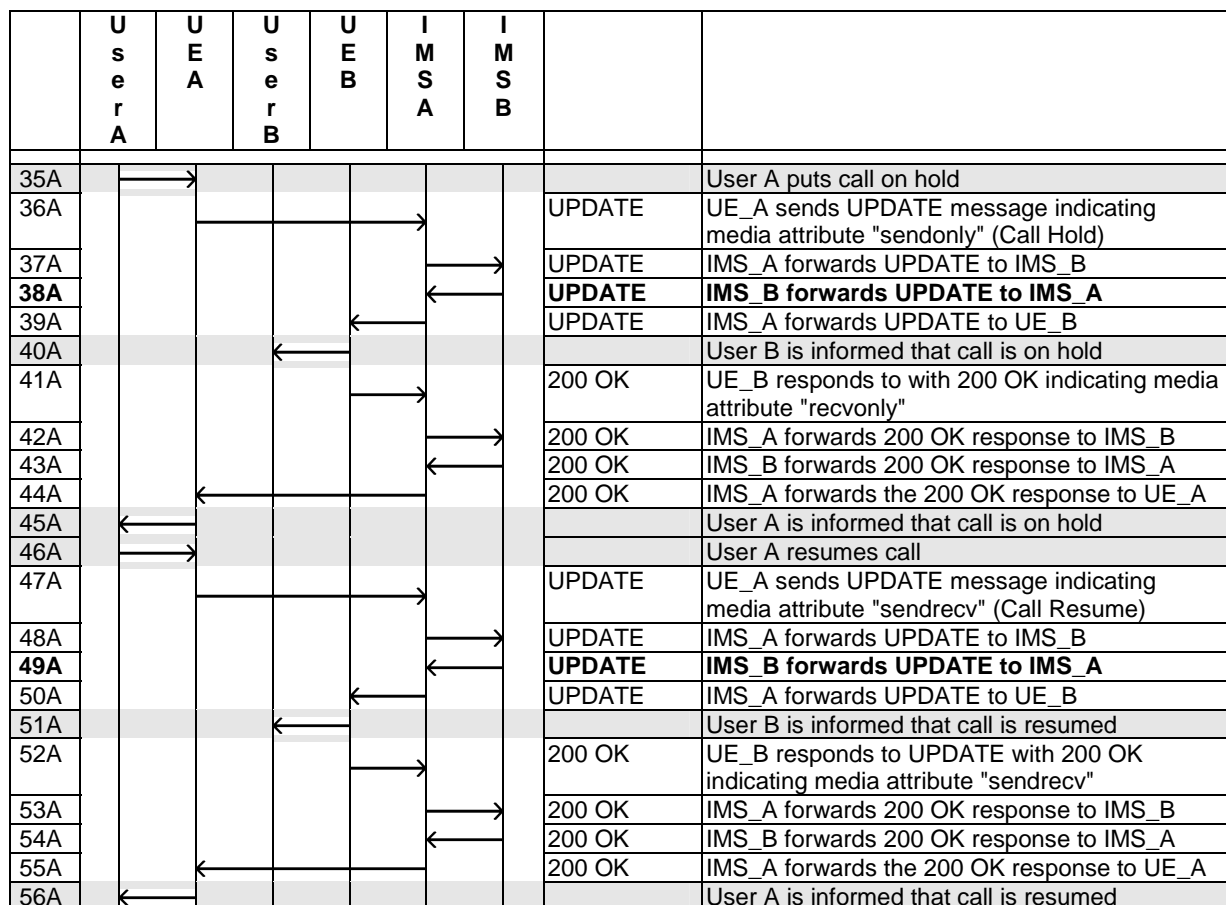 User A UE A User B UE B IMS A IMS B
35A User A puts call on hold
36A UPDATE UE_A sends UPDATE message indicating
media attribute "sendonly" (Call Hold)
37A UPDATE IMS_A forwards UPDATE to IMS_B
38A UPDATE IMS_B forwards UPDATE to IMS_A
39A UPDATE IMS_A forwards UPDATE to UE_B
40A User B is informed that call is on hold
41A 200 OK UE_B responds to with 200 OK indicating media
attribute "recvonly"
42A 200 OK IMS_A forwards 200 OK response to IMS_B
43A 200 OK IMS_B forwards 200 OK response to IMS_A
44A 200 OK IMS_A forwards the 200 OK response to UE_A
45A User A is informed that call is on hold
46A User A resumes call
47A UPDATE UE_A sends UPDATE message indicating
media attribute "sendrecv" (Call Resume)
48A UPDATE IMS_A forwards UPDATE to IMS_B
49A UPDATE IMS_B forwards UPDATE to IMS_A
50A UPDATE IMS_A forwards UPDATE to UE_B
51A User B is informed that call is resumed
52A 200 OK UE_B responds to UPDATE with 200 OK
indicating media attribute "sendrecv"
53A 200 OK IMS_A forwards 200 OK response to IMS_B
54A 200 OK IMS_B forwards 200 OK response to IMS_A
55A 200 OK IMS_A forwards the 200 OK response to UE_A
56A User A is informed that call is resumed